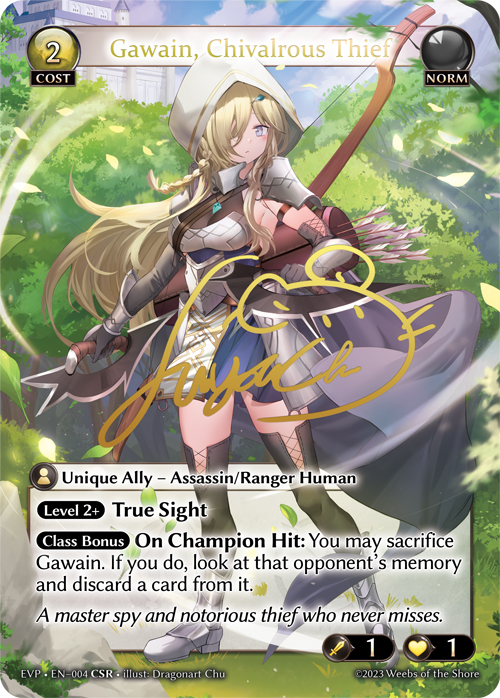 2
COST
Gawain, Chivalrous Thief
NORM
Unique Ally – Assassin/Ranger Human
Level 2+ True Sight
Class Bonus On Champion Hit: You may sacrifice
Gawain. If you do, look at that opponent's memory
and discard a card from it.
A master spy and notorious thief who never misses.
1 1
EVP • EN-004 CSR • illust: Dragonart Chu
©2023 Weebs of the Shore